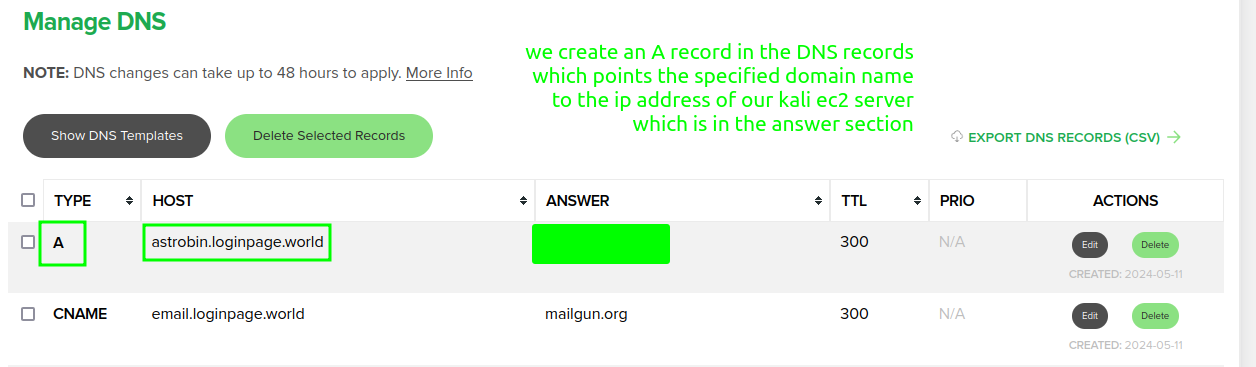 Manage DNS
we create an A record in the DNS records
which points the specified domain name
to the ip address of our kali ec2 server
which is in the answer section
NOTE: DNS changes can take up to 48 hours to apply. More Info
Show DNS Templates
Delete Selected Records
EXPORT DNS RECORDS (CSV)
TYPE HOST ANSWER TTL PRIO ACTIONS
A astrobin.loginpage.world 300 N/A Edit Delete
CREATED: 2024-05-11
CNAME email.loginpage.world mailgun.org 300 N/A Edit Delete
CREATED: 2024-05-11